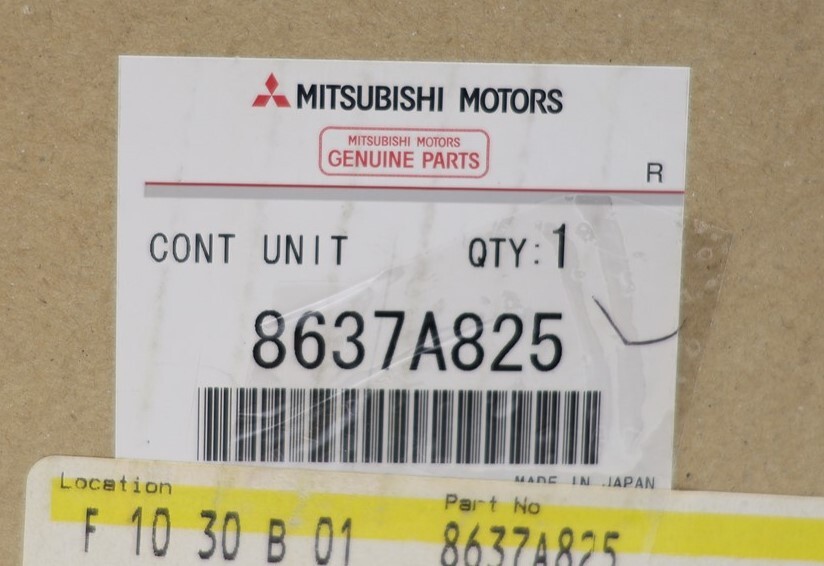 MITSUBISHI MOTORS
MITSUBISHI MOTORS
GENUINE PARTS
R
CONT UNIT QTY:1
8637A825
MADE IN JAPAN
Location
Part No
F 10 30 B 01 8637A825